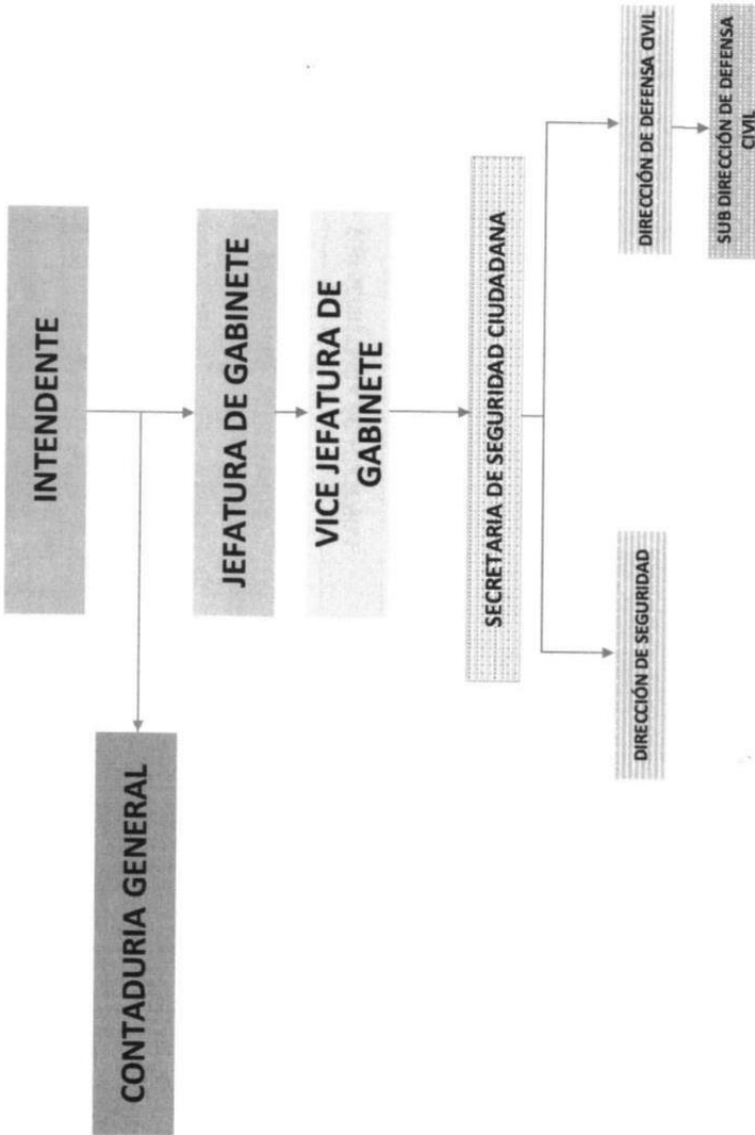 INTENDENTE
CONTADURIA GENERAL
JEFATURA DE GABINETE
VICE JEFATURA DE
GABINETE
SECRETARIA DE SEGURIDAD CIUDADANA
DIRECCIÓN DE SEGURIDAD
DIRECCIÓN DE DEFENSA CIVIL
SUB DIRECCIÓN DE DEFENSA
CIVIL